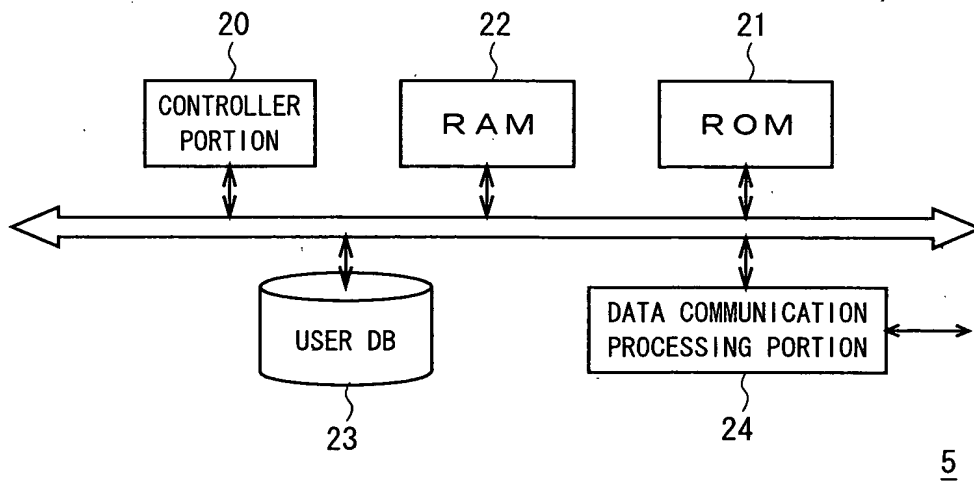 20
22
21
CONTROLLER
PORTION
RAM
ROM
USER DB
DATA COMMUNICATION
PROCESSING PORTION
23
24
5